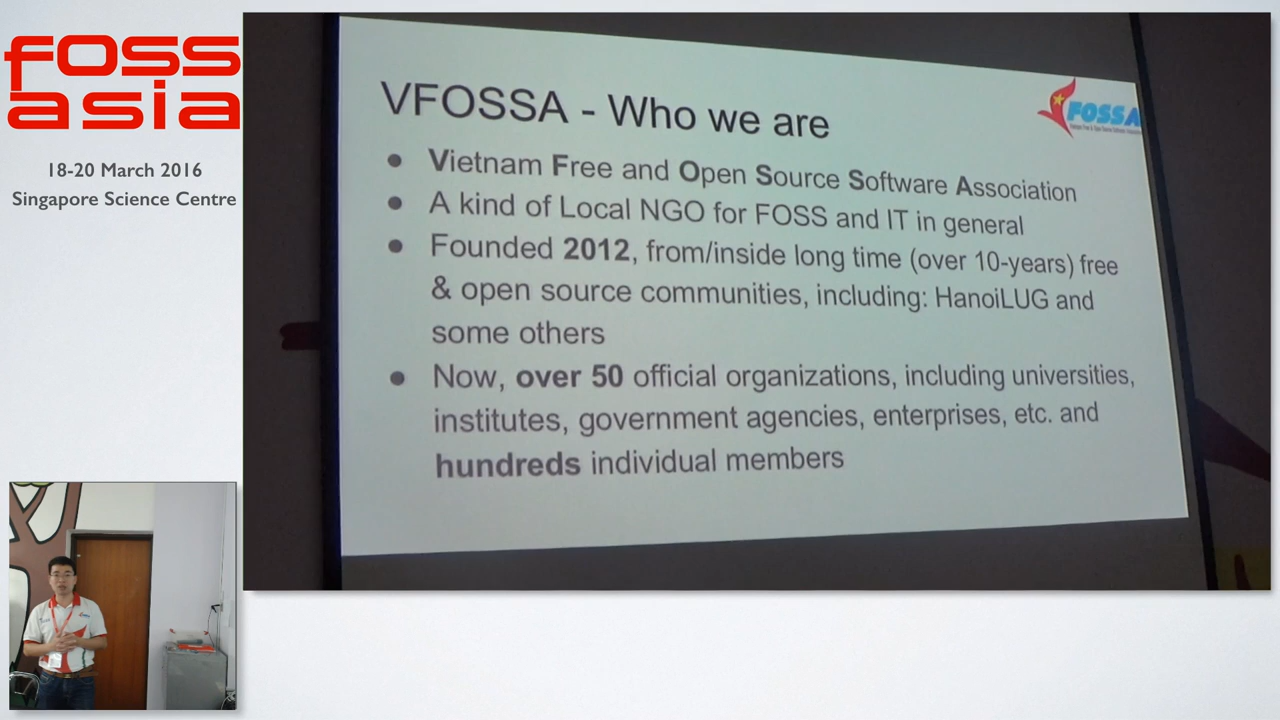 foss
asia
18-20 March 2016
Singapore Science Centre
VFOSSA - Who we are
FOSSA
● Vietnam Free and Open Source Software Association
● A kind of Local NGO for FOSS and IT in general
● Founded 2012, from/inside long time (over 10-years) free
& open source communities, including: HanoiLUG and
some others
● Now, over 50 official organizations, including universities,
institutes, government agencies, enterprises, etc. and
hundreds individual members